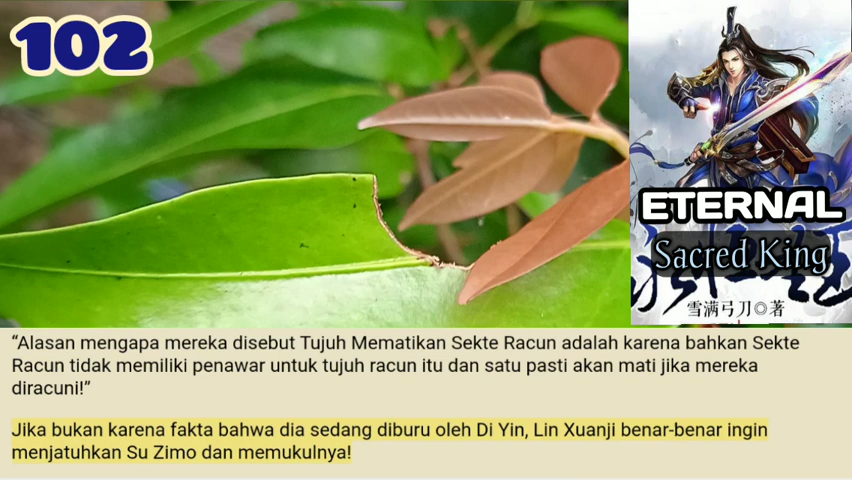 102
ETERNAL
Sacred King
雪满弓刀◎著
“Alasan mengapa mereka disebut Tujuh Mematikan Sekte Racun adalah karena bahkan Sekte
Racun tidak memiliki penawar untuk tujuh racun itu dan satu pasti akan mati jika mereka
diracuni!”
Jika bukan karena fakta bahwa dia sedang diburu oleh Di Yin, Lin Xuanji benar-benar ingin
menjatuhkan Su Zimo dan memukulnya!